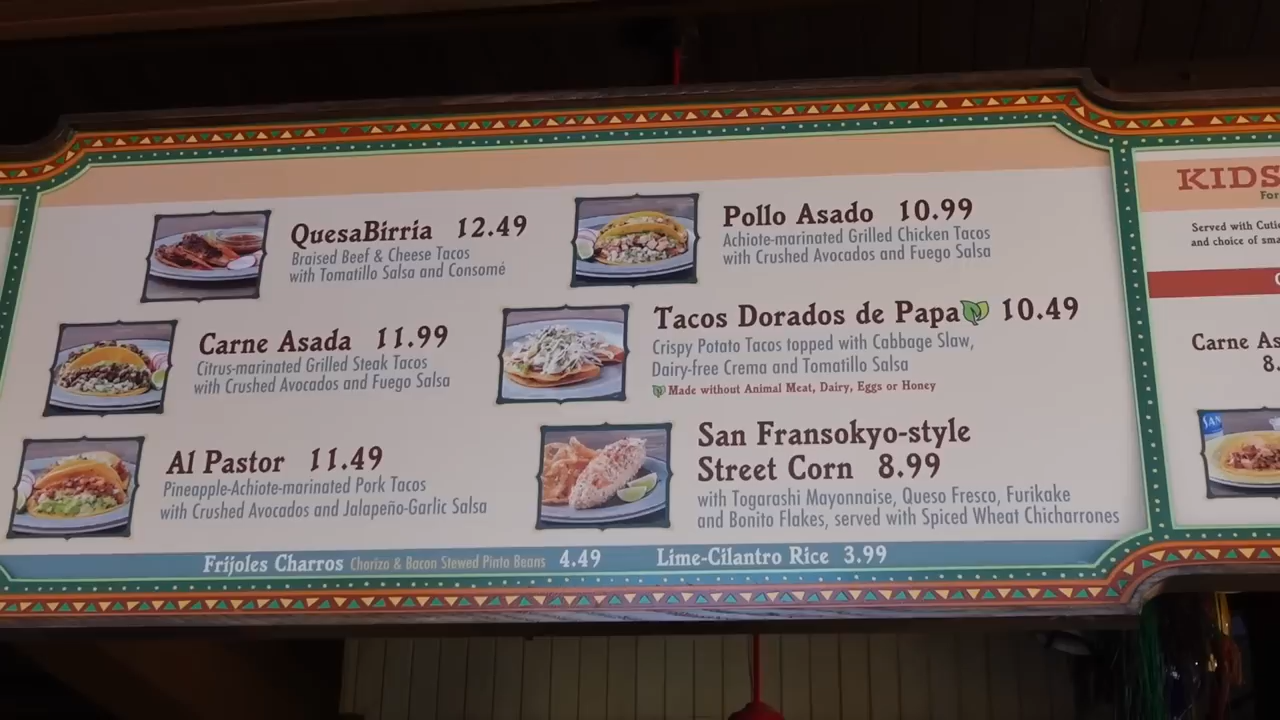 QuesaBirria 12.49
Braised Beef & Cheese Tacos
with Tomatillo Salsa and Consomé
Carne Asada 11.99
Citrus-marinated Grilled Steak Tacos
with Crushed Avocados and Fuego Salsa
Al Pastor 11.49
Pineapple-Achiote-marinated Pork Tacos
with Crushed Avocados and Jalapeño-Garlic Salsa
Pollo Asado 10.99
Achiote-marinated Grilled Chicken Tacos
with Crushed Avocados and Fuego Salsa
Tacos Dorados de Papa 10.49
Crispy Potato Tacos topped with Cabbage Slaw,
Dairy-free Crema and Tomatillo Salsa
Made without Animal Meat, Dairy, Eggs or Honey
San Fransokyo-style
Street Corn 8.99
with Togarashi Mayonnaise, Queso Fresco, Furikake
and Bonito Flakes, served with Spiced Wheat Chicharrones
Frijoles Charros Chorizo & Bacon Stewed Pinto Beans 4.49 Lime-Cilantro Rice 3.99
KIDS
For
Served with
and choice of
Carne
8.
SAN